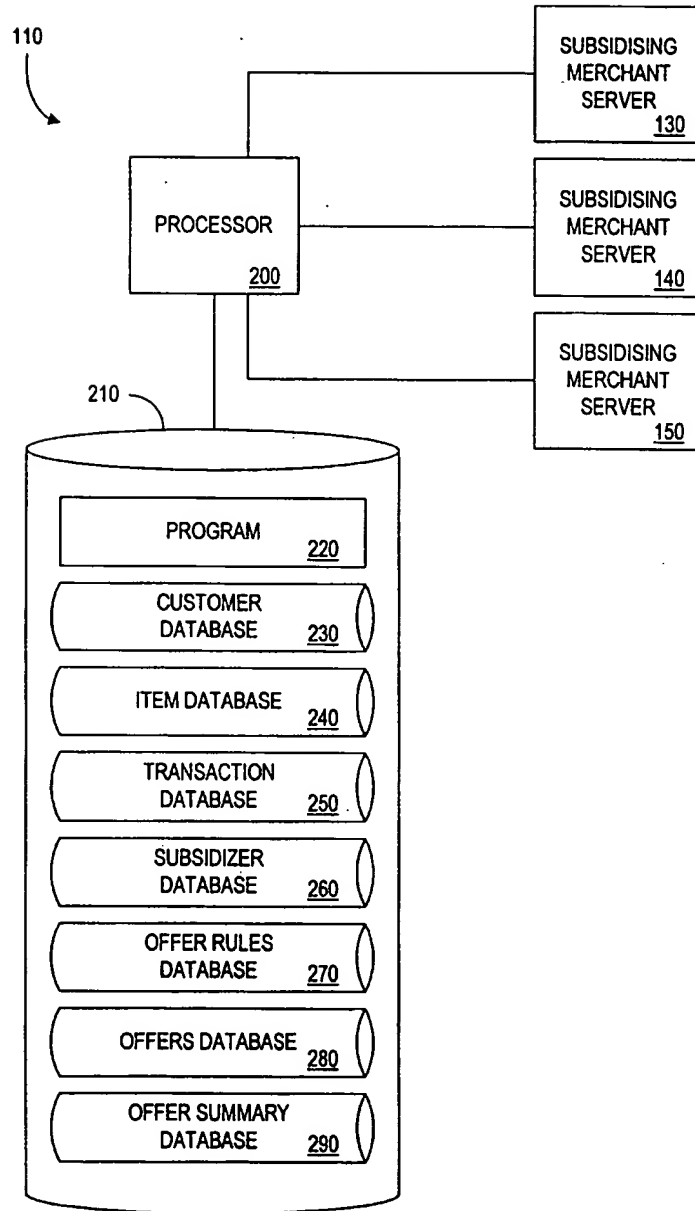 110
SUBSIDISING
MERCHANT
SERVER
130
PROCESSOR
200
SUBSIDISING
MERCHANT
SERVER
140
SUBSIDISING
MERCHANT
SERVER
150
210
PROGRAM
220
CUSTOMER
DATABASE
230
ITEM DATABASE
240
TRANSACTION
DATABASE
250
SUBSIDIZER
DATABASE
260
OFFER RULES
DATABASE
270
OFFERS DATABASE
280
OFFER SUMMARY
DATABASE
290